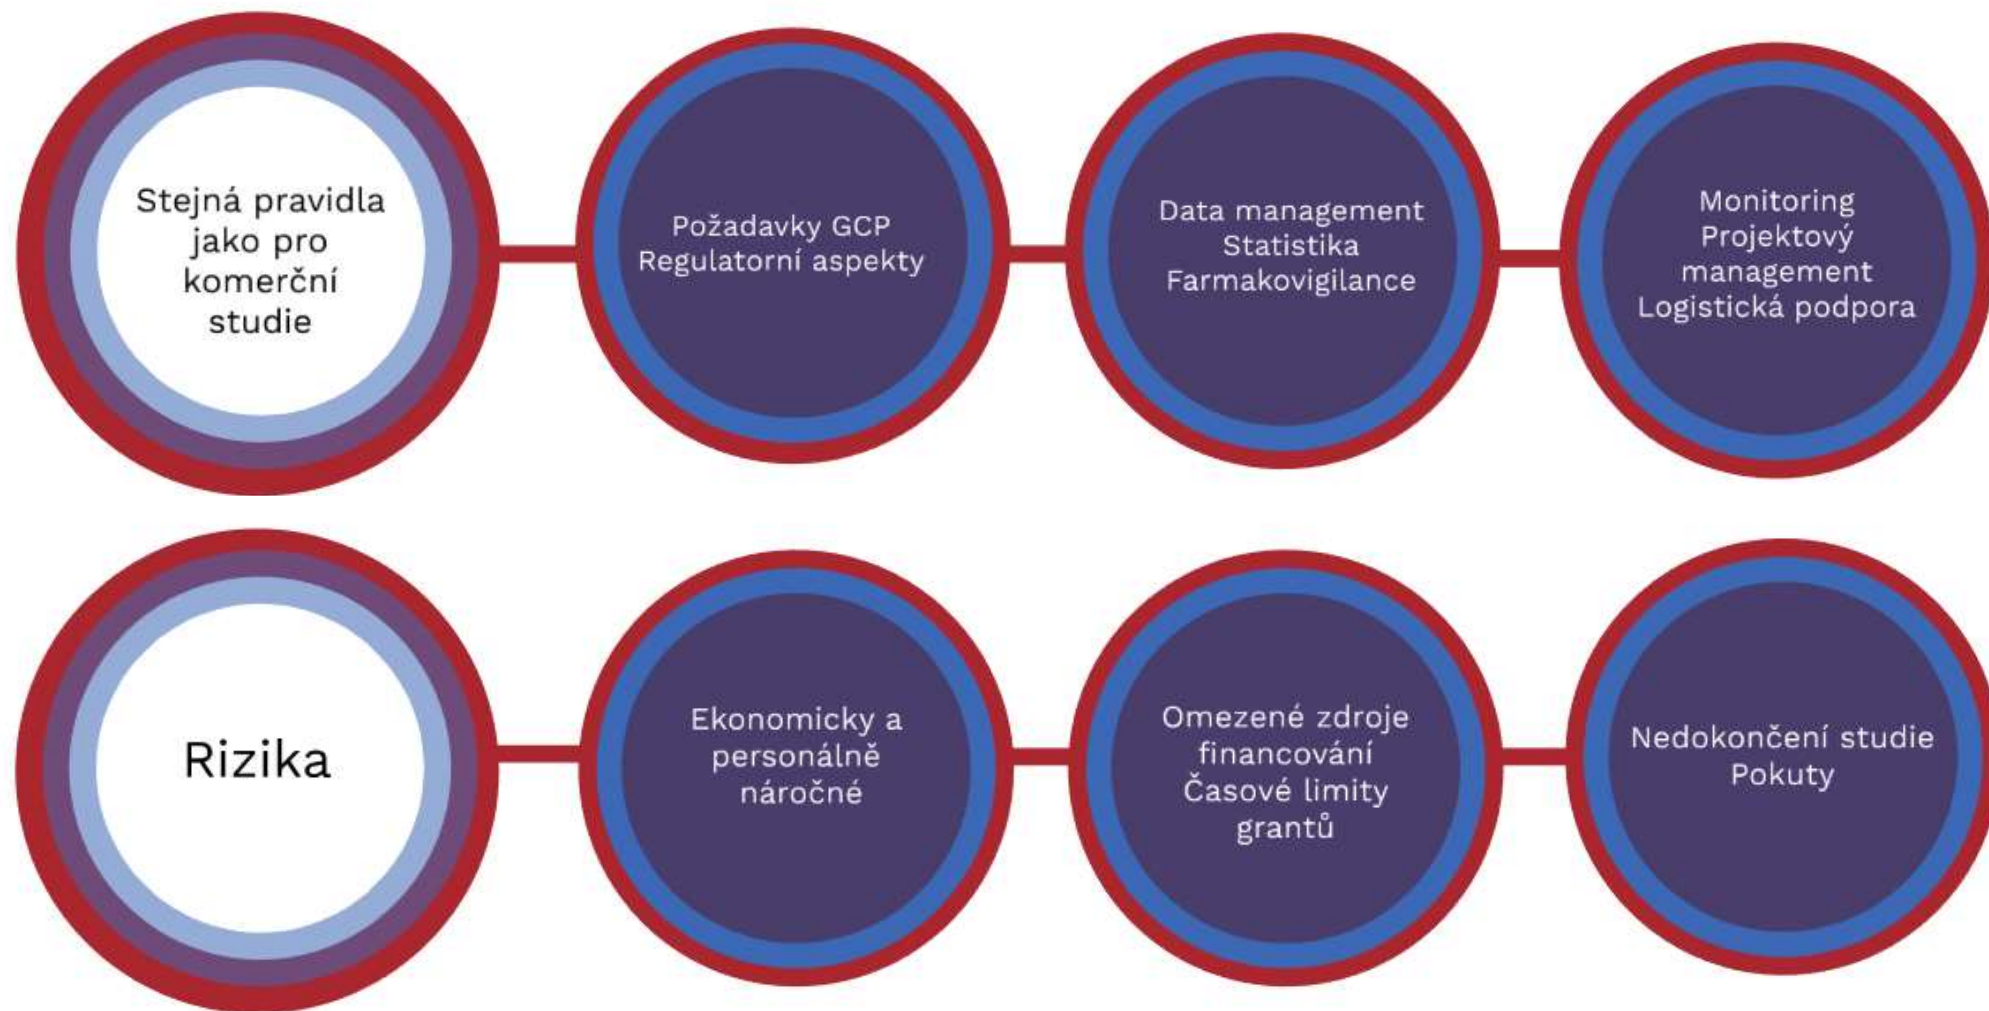 Stejná pravidla
jako pro
komerční
studie
Požadavky GCP
Regulatorní aspekty
Data management
Statistika
Farmakovigilance
Monitoring
Projektový
management
Logistická podpora
Rizika
Ekonomicky a
personálně
náročné
Omezené zdroje
financování
Časové limity
grantů
Nedokončení studie
Pokuty